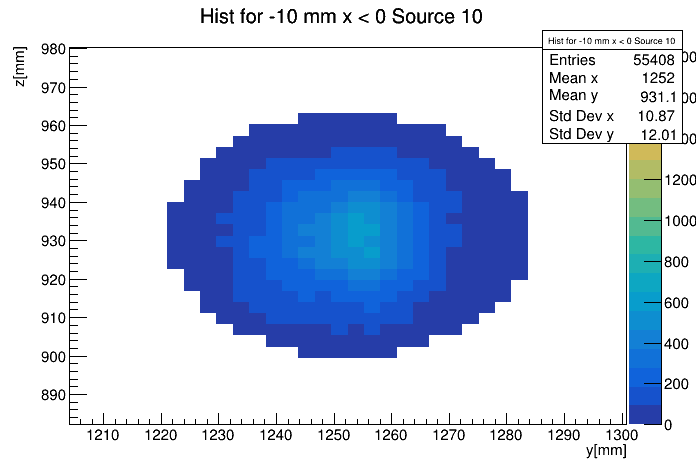 Hist for -10 mm x < 0 Source 10
Hist for -10 mm x < 0 Source 10
Entries 55408
Mean x 1252
Mean y 931.1
Std Dev x 10.87
Std Dev y 12.01
z[mm]
980
970
960
950
940
930
920
910
900
890
1200
1000
800
600
400
200
0
1210 1220 1230 1240 1250 1260 1270 1280 1290 1300
y[mm]